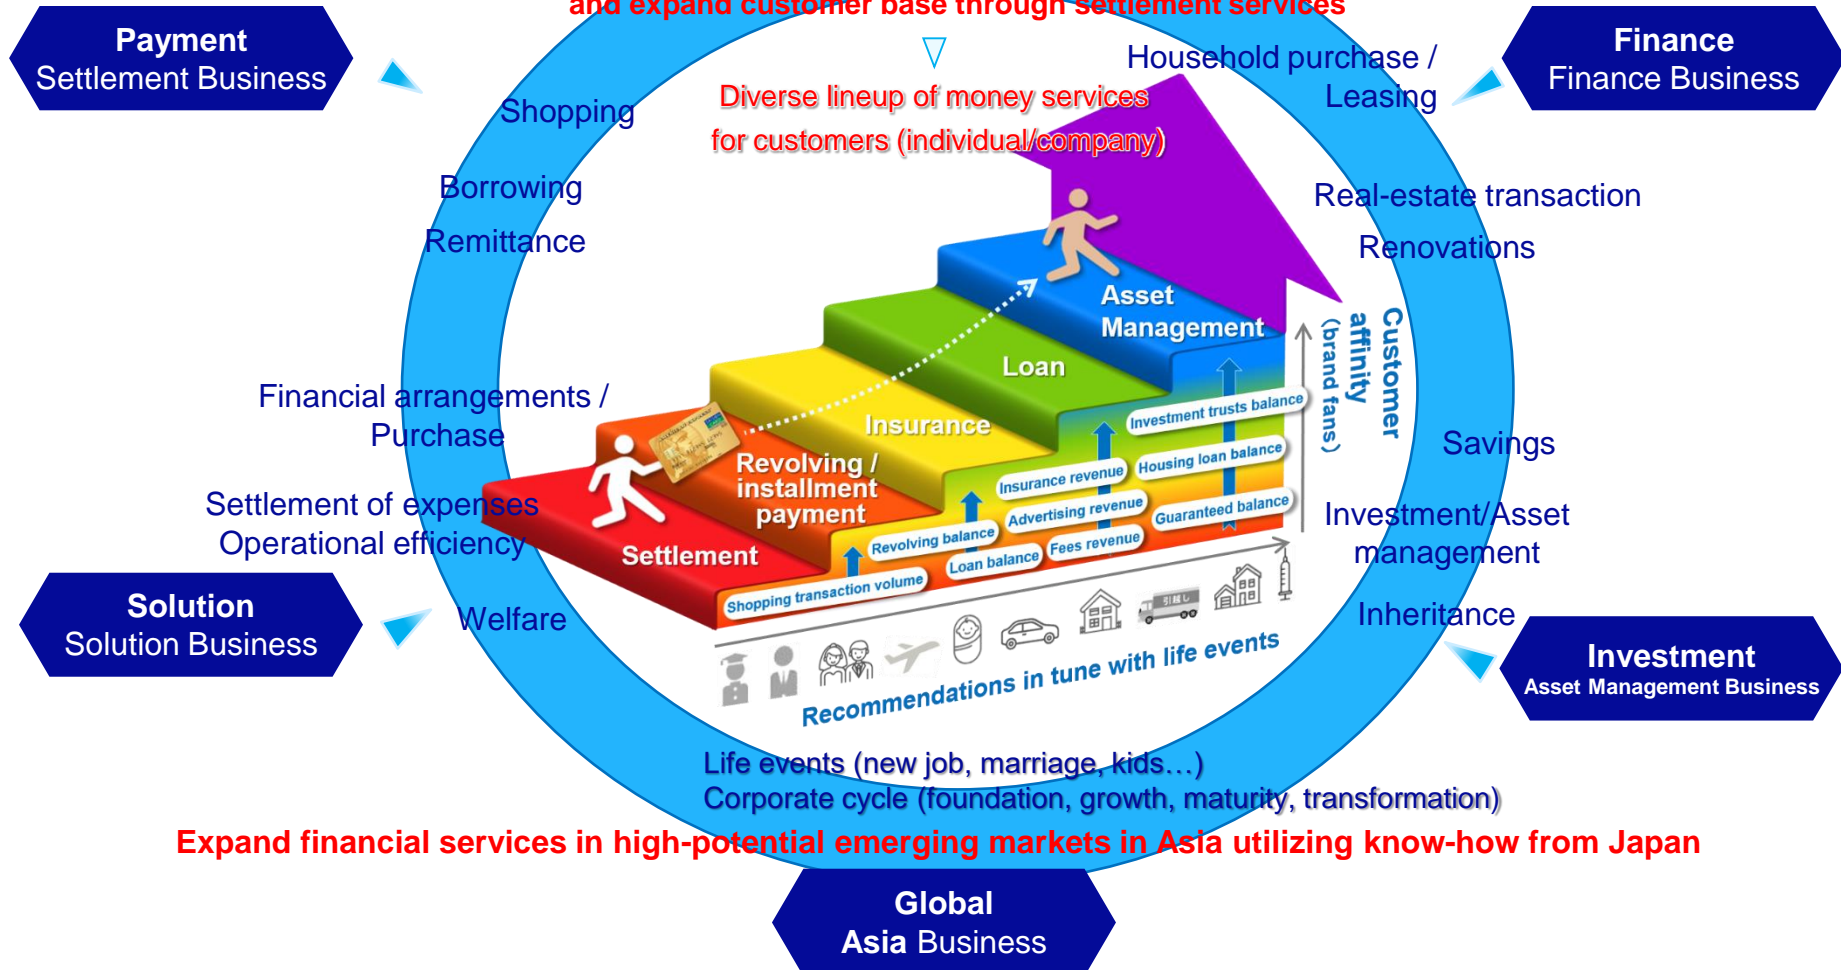 and expand customer base through settlement services
Payment
Settlement Business
Finance
Finance Business
Household purchase /
Leasing
Shopping
Diverse lineup of money services
for customers (individual/company)
Borrowing
Remittance
Real-estate transaction
Renovations
Asset
Management
Loan
Insurance
Revolving /
installment
payment
Settlement
Customer
affinity
(brand fans)
Investment trusts balance
Housing loan balance
Guaranteed balance
Insurance revenue
Advertising revenue
Fees revenue
Revolving balance
Loan balance
Shopping transaction volume
Financial arrangements /
Purchase
Settlement of expenses
Operational efficiency
Savings
Investment/Asset
management
Solution
Solution Business
Welfare
Inheritance
Investment
Asset Management Business
引越し
Recommendations in tune with life events
Life events (new job, marriage, kids…)
Corporate cycle (foundation, growth, maturity, transformation)
Expand financial services in high-potential emerging markets in Asia utilizing know-how from Japan
Global
Asia Business